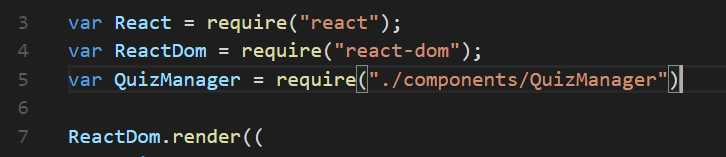 3 var React = require("react");
4 var ReactDom = require("react-dom");
5 var QuizManager = require("./components/QuizManager")
6
7 ReactDom.render((